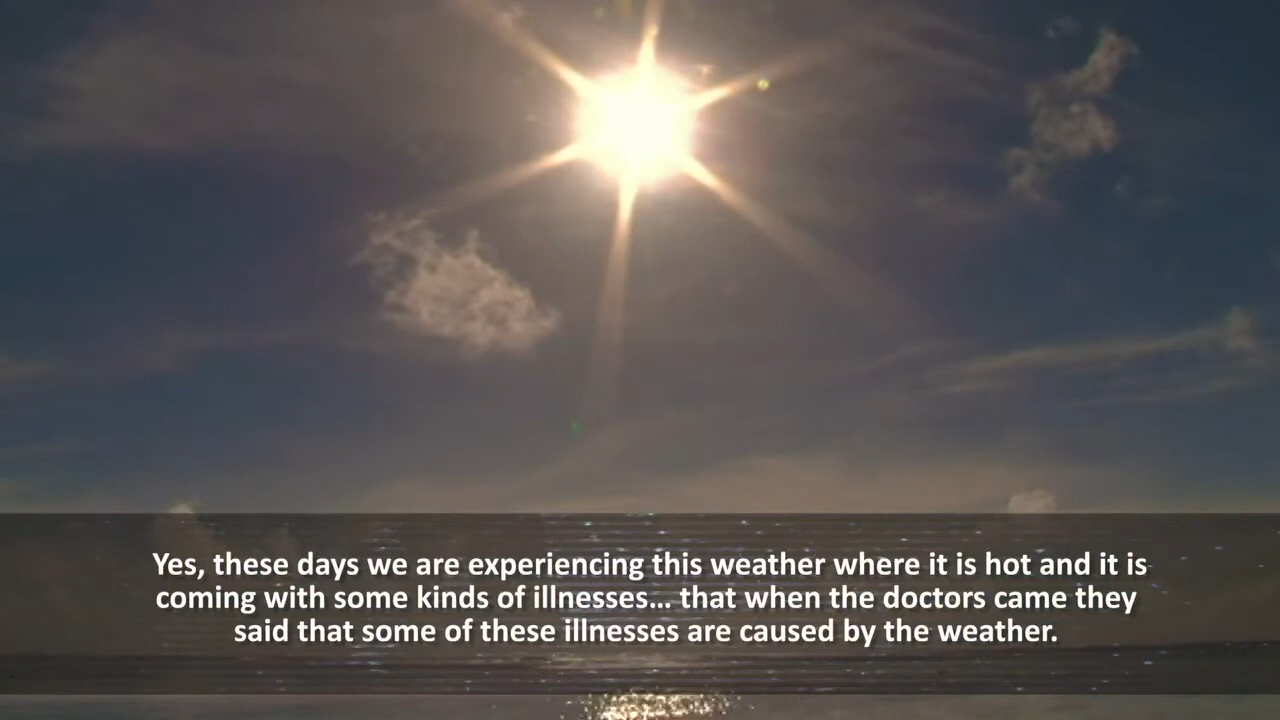 Yes, these days we are experiencing this weather where it is hot and it is
coming with some kinds of illnesses... that when the doctors came they
said that some of these illnesses are caused by the weather.